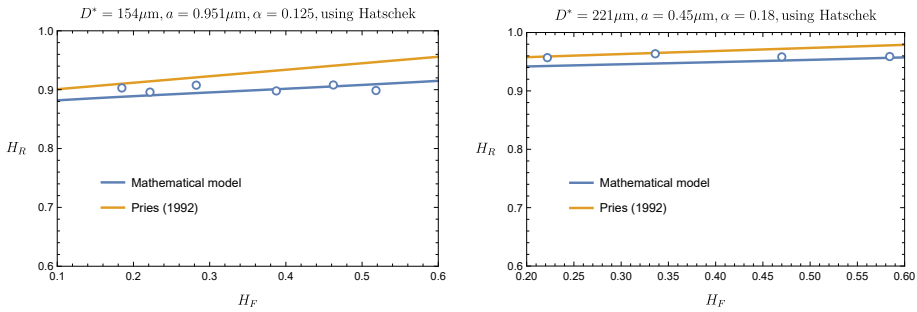 D* = 154μm, a = 0.951μm, α = 0.125, using Hatschek
1.0
0.9
0.8
0.7
0.6
H_R
Mathematical model
Pries (1992)
0.1 0.2 0.3 0.4 0.5 0.6
H_F
D* = 221μm, a = 0.45μm, α = 0.18, using Hatschek
1.0
0.9
0.8
0.7
0.6
H_R
Mathematical model
Pries (1992)
0.20 0.25 0.30 0.35 0.40 0.45 0.50 0.55 0.60
H_F